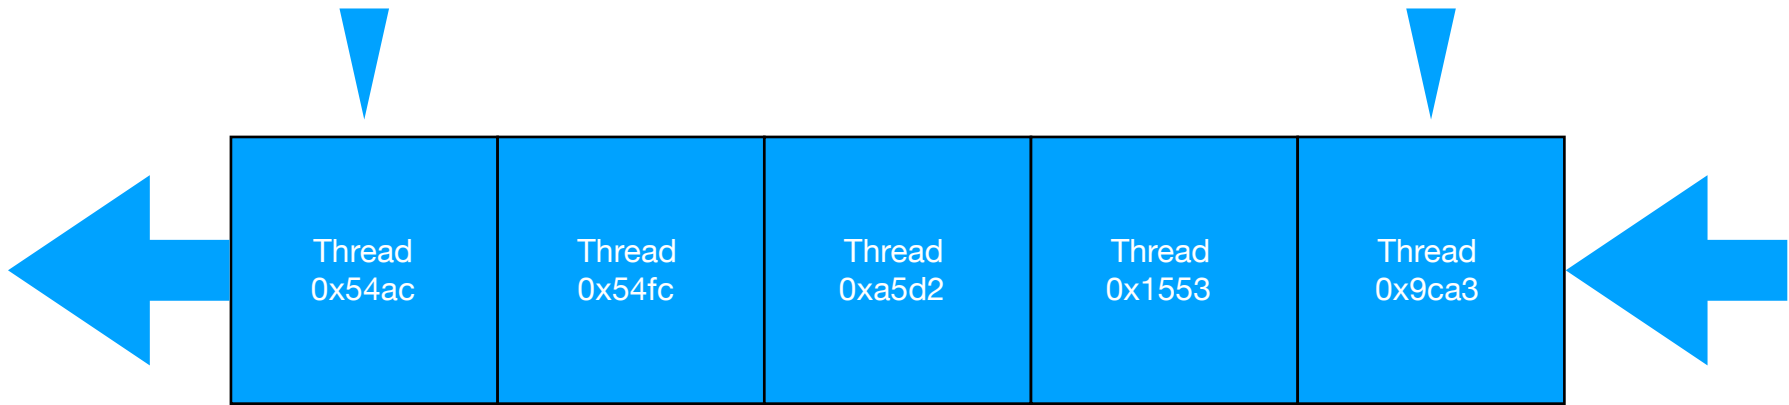 Thread
0x54ac
Thread
0x54fc
Thread
0xa5d2
Thread
0x1553
Thread
0x9ca3